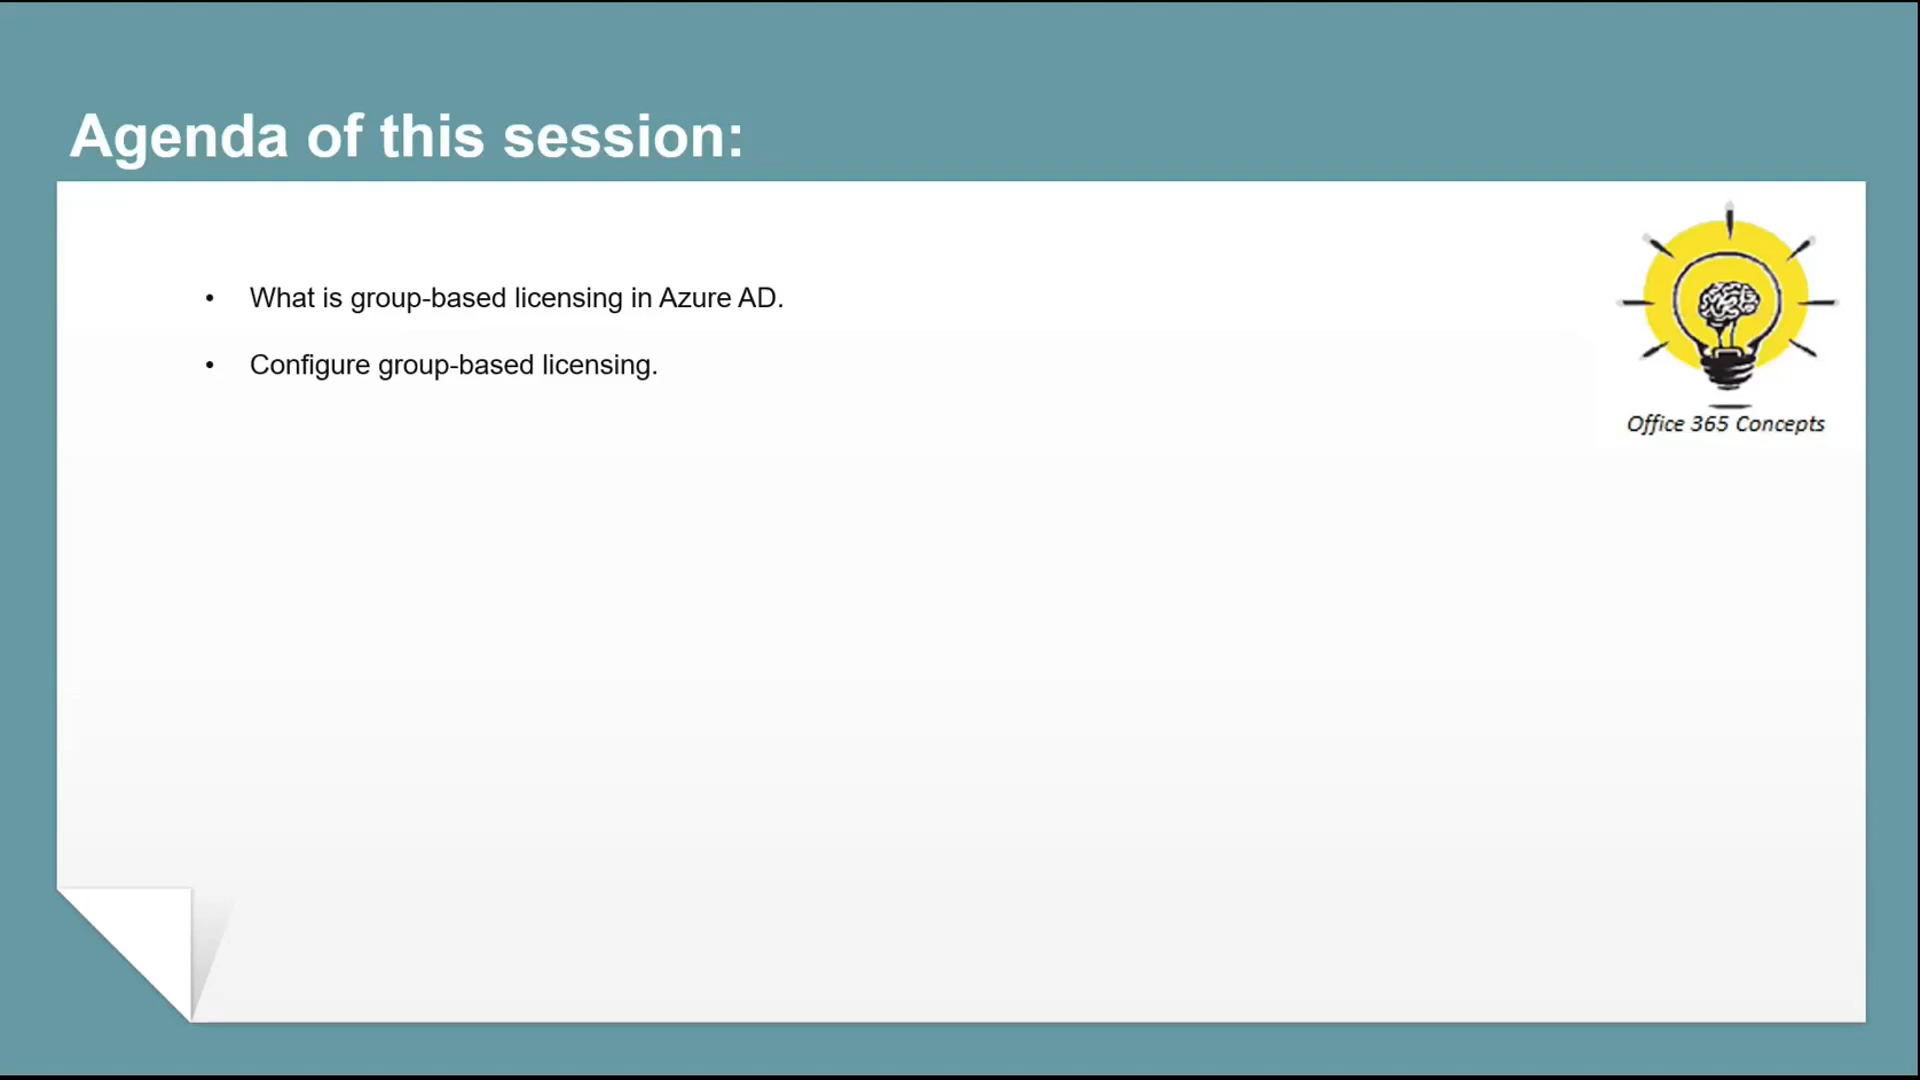 Agenda of this session:
• What is group-based licensing in Azure AD.
• Configure group-based licensing.
Office 365 Concepts